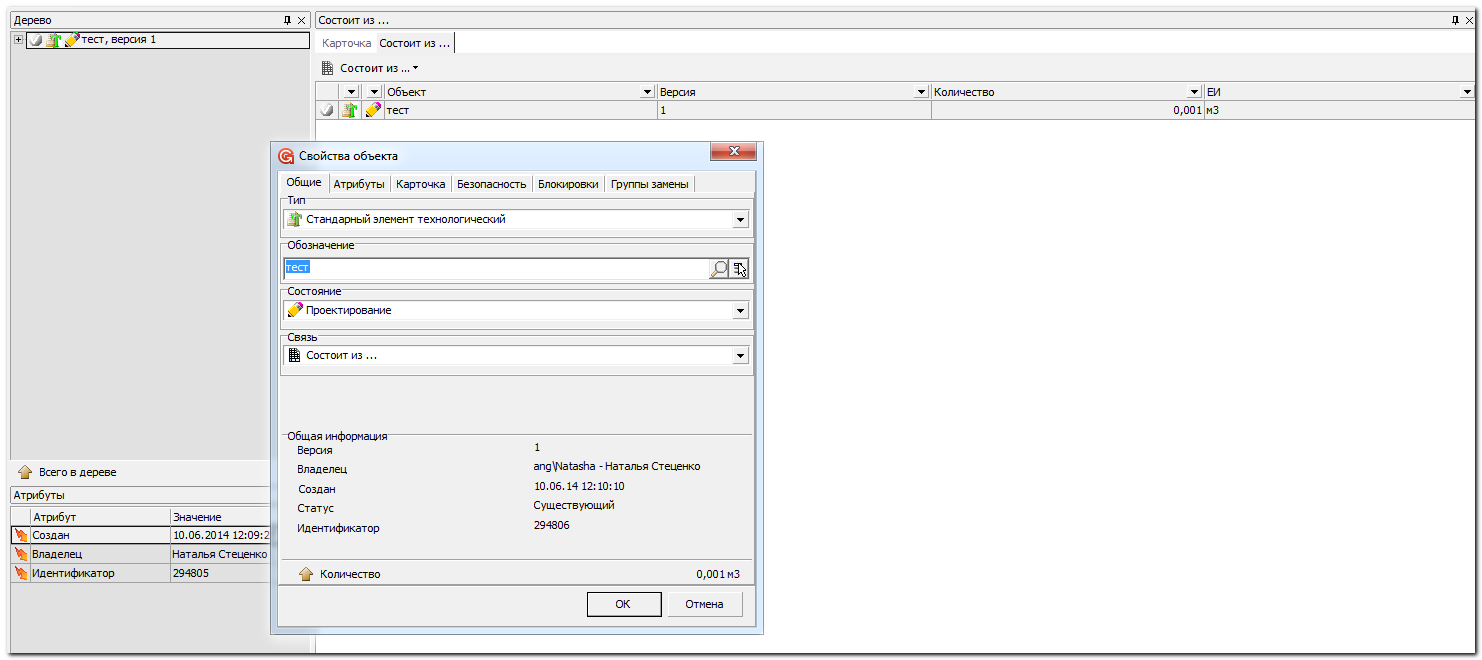 Дерево
тест, версия 1
Всего в дереве
Атрибуты
Атрибут Значение
Создан 10.06.2014 12:09:2
Владелец Наталья Стеценко
Идентификатор 294805
Состоит из ...
Карточка Состоит из ...
Состоит из ...
Объект Версия Количество ЕИ
тест 1 0,001 м3
Свойства объекта
Общие Атрибуты Карточка Безопасность Блокировки Группы замены
Тип
Стандарный элемент технологический
Обозначение
тест
Состояние
Проектирование
Связь
Состоит из ...
Общая информация
Версия 1
Владелец ang\Natasha - Наталья Стеценко
Создан 10.06.14 12:10:10
Статус Существующий
Идентификатор 294806
Количество 0,001 м3
OK Отмена